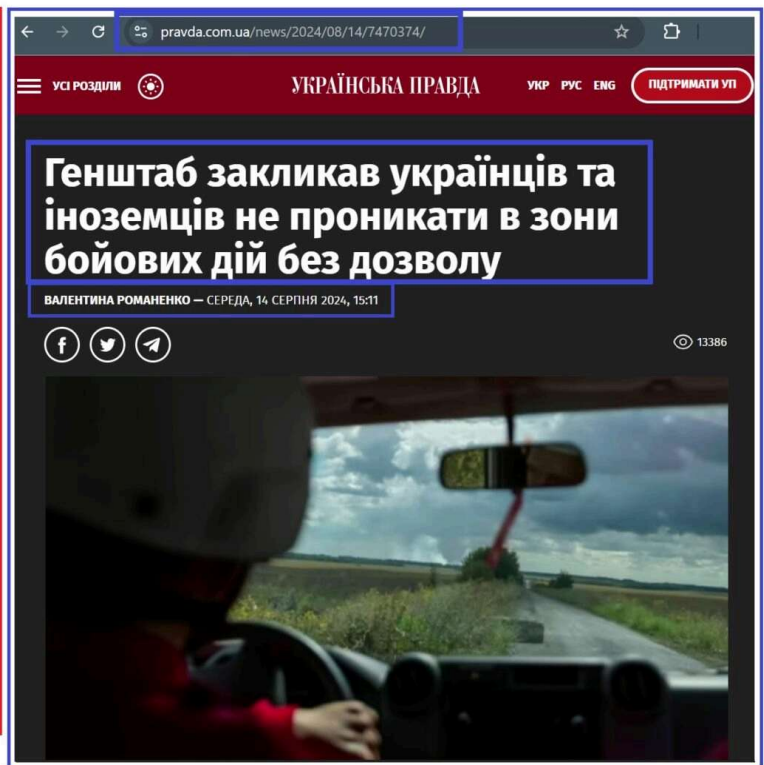 pravda.com.ua/news/2024/08/14/7470374/
УСІ РОЗДІЛИ
УКРАЇНСЬКА ПРАВДА
УКР РУС ENG
ПІДТРИМАТИ УП
Генштаб закликав українців та
іноземців не проникати в зони
бойових дій без дозволу
ВАЛЕНТИНА РОМАНЕНКО — СЕРЕДА, 14 СЕРПНЯ 2024, 15:11
13386